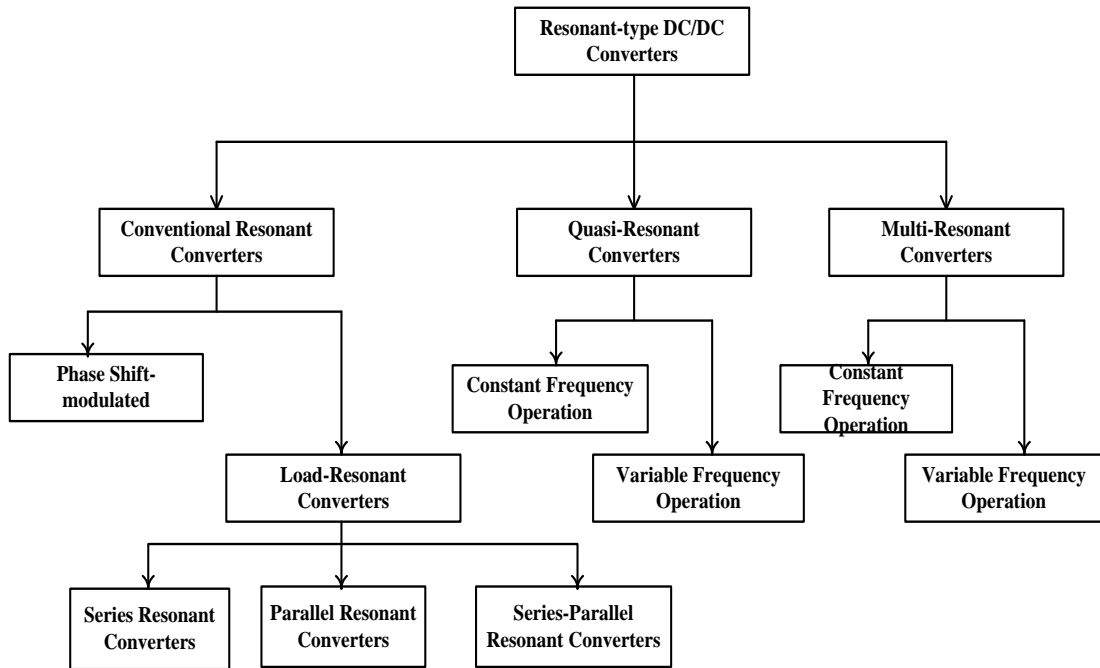 Resonant-type DC/DC
Converters
Conventional Resonant
Converters
Quasi-Resonant
Converters
Multi-Resonant
Converters
Phase Shift-
modulated
Constant Frequency
Operation
Constant
Frequency
Operation
Load-Resonant
Converters
Variable Frequency
Operation
Variable Frequency
Operation
Series Resonant
Converters
Parallel Resonant
Converters
Series-Parallel
Resonant Converters